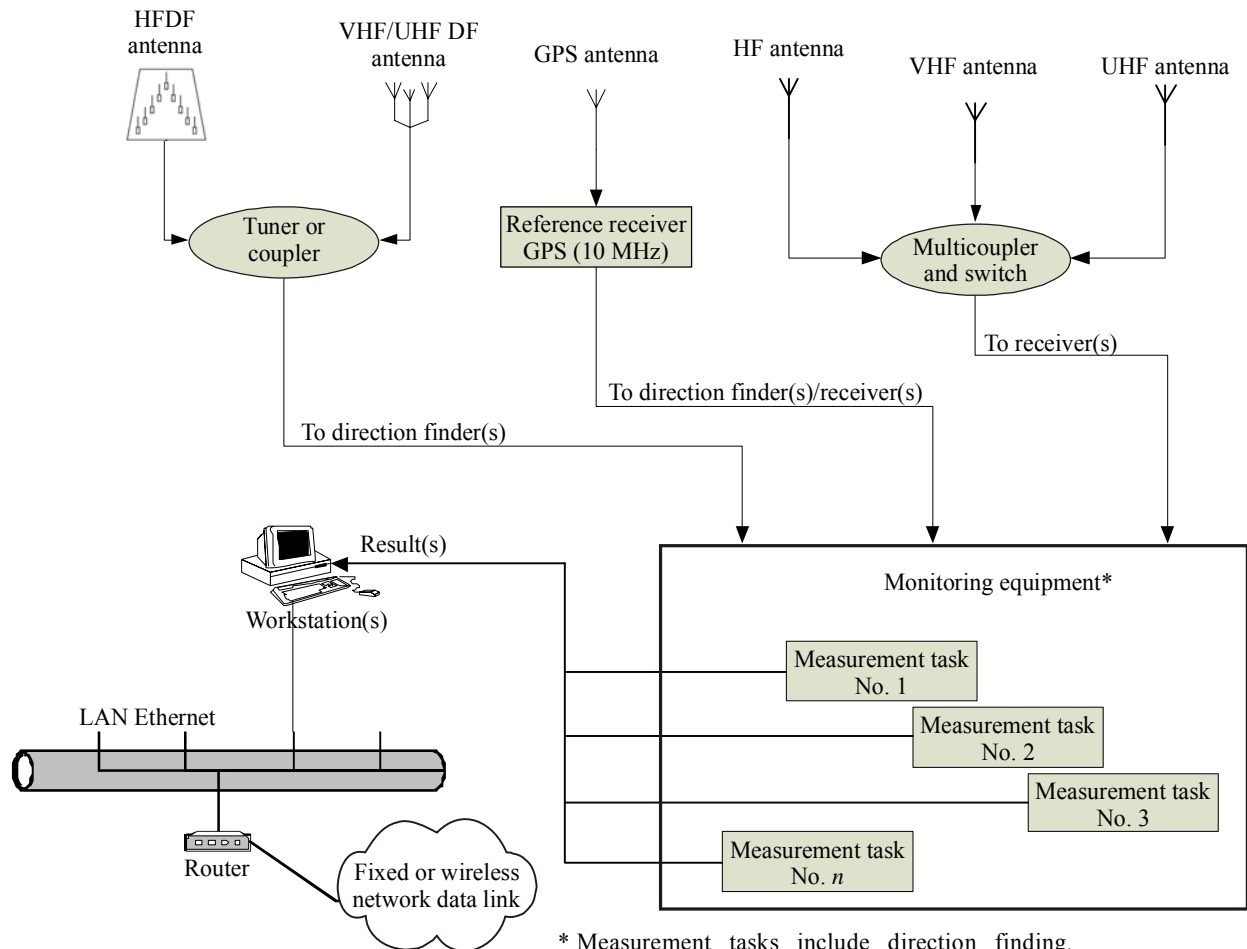 HFDF
antenna
VHF/UHF DF
antenna
GPS antenna
HF antenna
VHF antenna
UHF antenna
Tuner or
coupler
Reference receiver
GPS (10 MHz)
Multicoupler
and switch
To receiver(s)
To direction finder(s)/receiver(s)
To direction finder(s)
Result(s)
Workstation(s)
Monitoring equipment*
Measurement task
No. 1
Measurement task
No. 2
Measurement task
No. 3
Measurement task
No. n
LAN Ethernet
Router
Fixed or wireless
network data link
* Measurement tasks include direction finding.